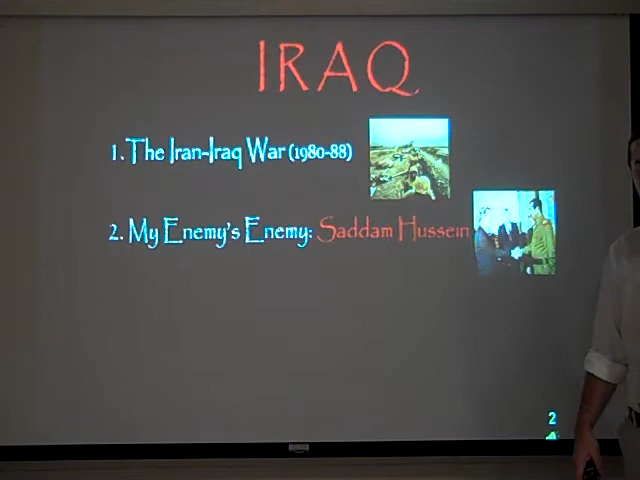 IRAQ
1. The Iran-Iraq War (1980-88)
2. My Enemy's Enemy: Saddam Hussein
2